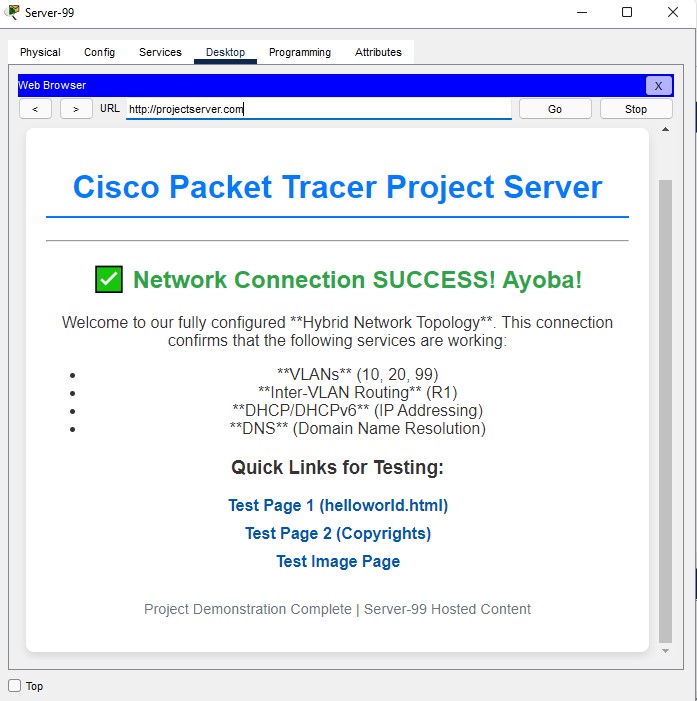 Server-99
Physical Config Services Desktop Programming Attributes
Web Browser X
< > URL http://projectserver.com Go Stop
Cisco Packet Tracer Project Server
Network Connection SUCCESS! Ayoba!
Welcome to our fully configured **Hybrid Network Topology**. This connection
confirms that the following services are working:
• **VLANs** (10, 20, 99)
• **Inter-VLAN Routing** (R1)
• **DHCP/DHCPv6** (IP Addressing)
• **DNS** (Domain Name Resolution)
Quick Links for Testing:
Test Page 1 (helloworld.html)
Test Page 2 (Copyrights)
Test Image Page
Project Demonstration Complete | Server-99 Hosted Content
Top